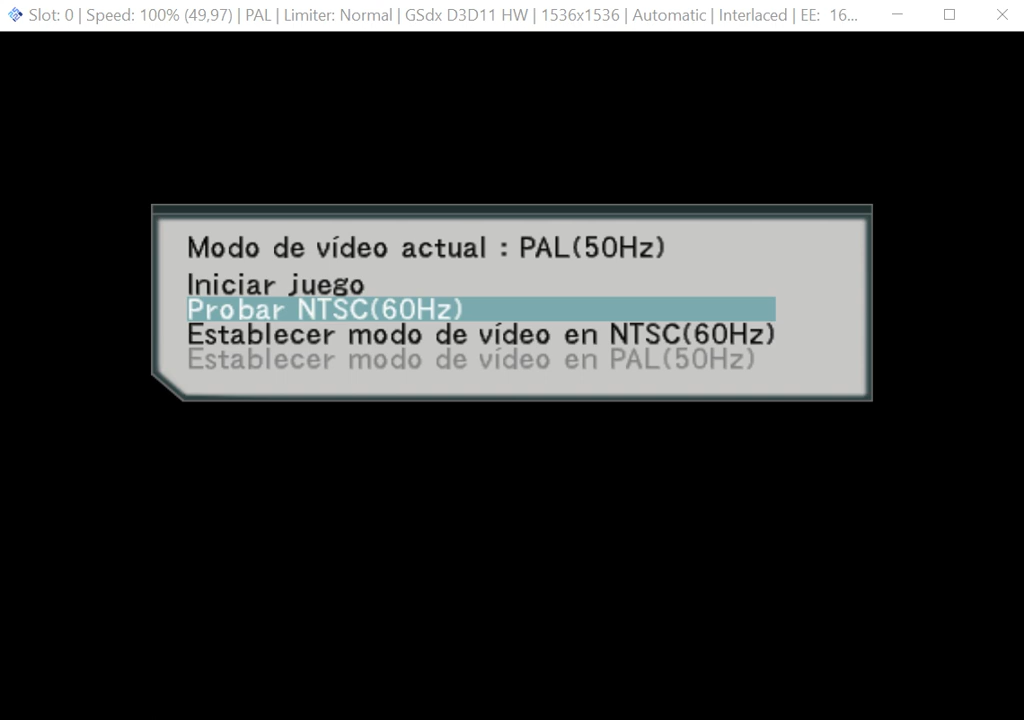 Slot: 0 | Speed: 100% (49,97) | PAL | Limiter: Normal | GSdx D3D11 HW | 1536x1536 | Automatic | Interlaced | EE: 16...
Modo de vídeo actual : PAL(50Hz)
Iniciar juego
Probar NTSC(60Hz)
Establecer modo de vídeo en NTSC(60Hz)
Establecer modo de vídeo en PAL(50Hz)